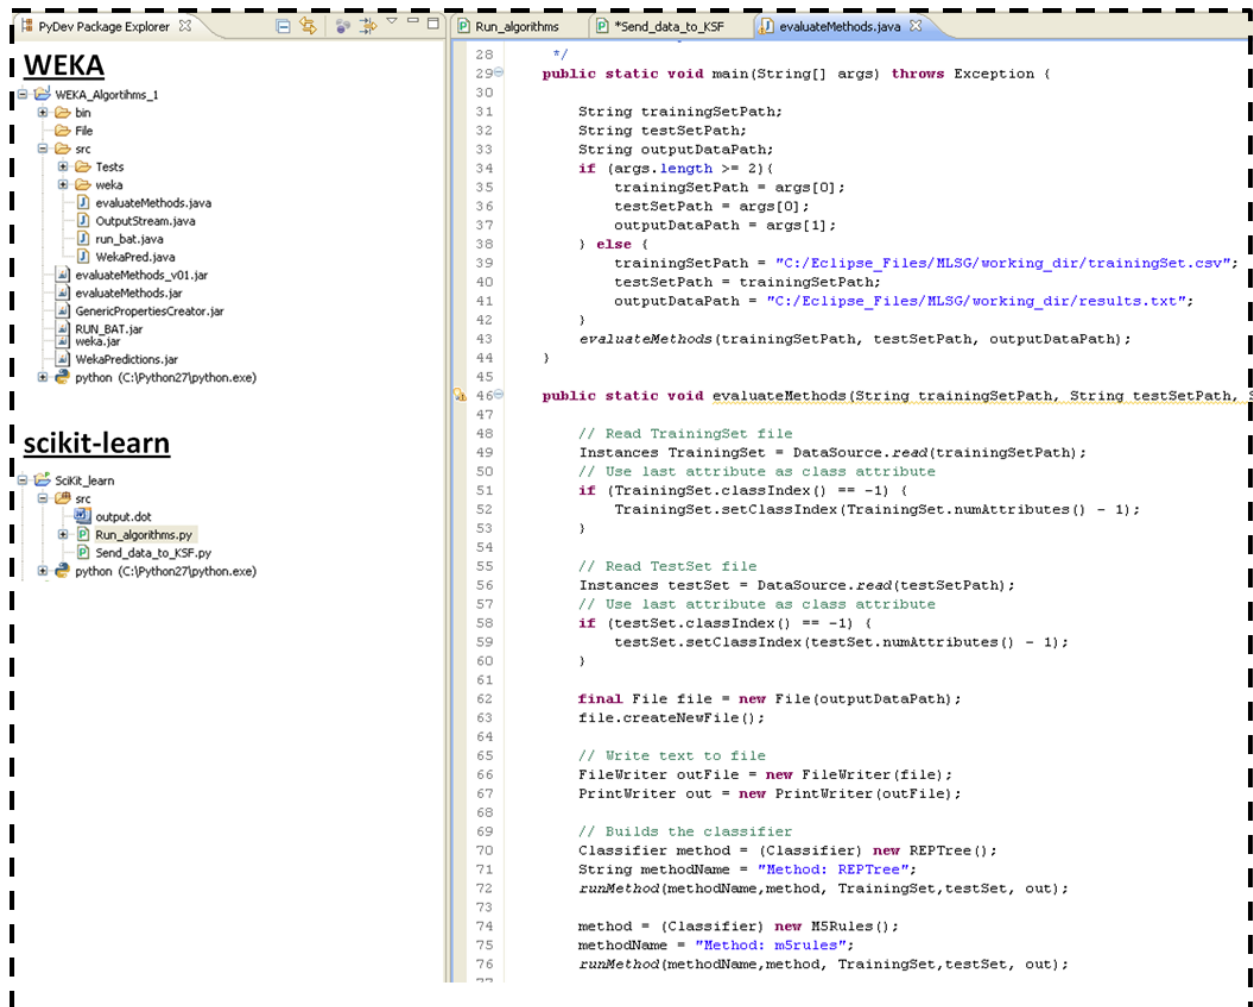 PyDev Package Explorer
WEKA
WEKA_Algortihms_1
bin
File
src
Tests
weka
evaluateMethods.java
OutputStream.java
run_bat.java
WekaPred.java
evaluateMethods_v01.jar
evaluateMethods.jar
GenericPropertiesCreator.jar
RUN_BAT.jar
weka.jar
WekaPredictions.jar
python (C:\Python27\python.exe)
scikit-learn
SciKit_learn
src
output.dot
Run_algorithms.py
Send_data_to_KSF.py
python (C:\Python27\python.exe)
Run_algorithms *Send_data_to_KSF evaluateMethods.java
28 */
29 public static void main(String[] args) throws Exception {
30
31 String trainingSetPath;
32 String testSetPath;
33 String outputDataPath;
34 if (args.length >= 2){
35 trainingSetPath = args[0];
36 testSetPath = args[0];
37 outputDataPath = args[1];
38 } else {
39 trainingSetPath = "C:/Eclipse_Files/MLSG/working_dir/trainingSet.csv";
40 testSetPath = trainingSetPath;
41 outputDataPath = "C:/Eclipse_Files/MLSG/working_dir/results.txt";
42 }
43 evaluateMethods(trainingSetPath, testSetPath, outputDataPath);
44 }
45
46 public static void evaluateMethods(String trainingSetPath, String testSetPath, S
47
48 // Read TrainingSet file
49 Instances TrainingSet = DataSource.read(trainingSetPath);
50 // Use last attribute as class attribute
51 if (TrainingSet.classIndex() == -1) {
52 TrainingSet.setClassIndex(TrainingSet.numAttributes() - 1);
53 }
54
55 // Read TestSet file
56 Instances testSet = DataSource.read(testSetPath);
57 // Use last attribute as class attribute
58 if (testSet.classIndex() == -1) {
59 testSet.setClassIndex(testSet.numAttributes() - 1);
60 }
61
62 final File file = new File(outputDataPath);
63 file.createNewFile();
64
65 // Write text to file
66 FileWriter outFile = new FileWriter(file);
67 PrintWriter out = new PrintWriter(outFile);
68
69 // Builds the classifier
70 Classifier method = (Classifier) new REPTree();
71 String methodName = "Method: REPTree";
72 runMethod(methodName,method, TrainingSet,testSet, out);
73
74 method = (Classifier) new M5Rules();
75 methodName = "Method: m5rules";
76 runMethod(methodName,method, TrainingSet,testSet, out);